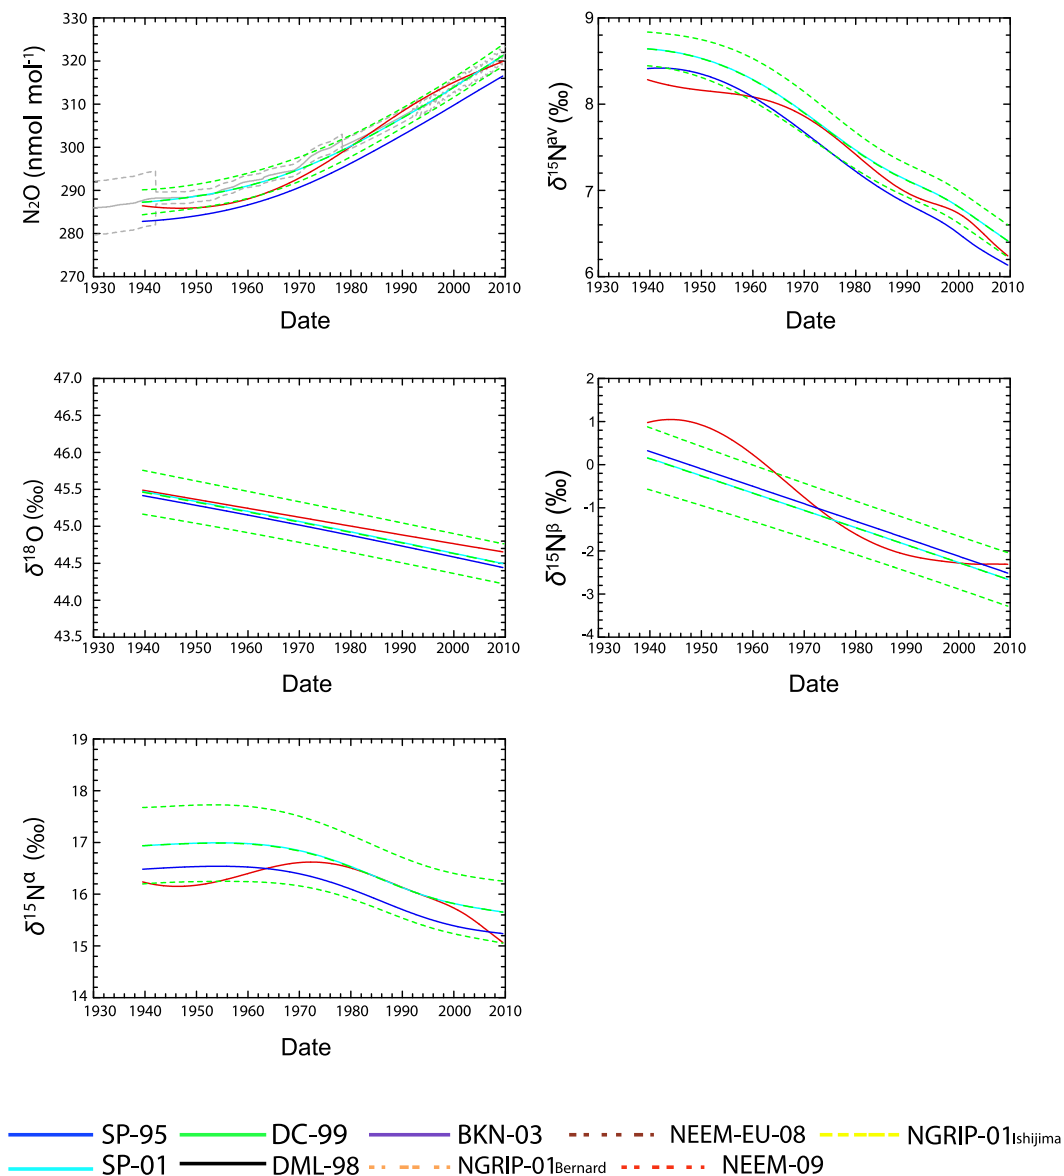 330
320
310
300
290
280
270
N₂O (nmol mol⁻¹)
1930 1940 1950 1960 1970 1980 1990 2000 2010
Date
9
8
7
6
δ¹⁵Nᵃᵛ (‰)
1930 1940 1950 1960 1970 1980 1990 2000 2010
Date
47.0
46.5
46.0
45.5
45.0
44.5
44.0
43.5
δ¹⁸O (‰)
1930 1940 1950 1960 1970 1980 1990 2000 2010
Date
2
1
0
-1
-2
-3
-4
δ¹⁵Nᵝ (‰)
1930 1940 1950 1960 1970 1980 1990 2000 2010
Date
19
18
17
16
15
14
δ¹⁵Nᵅ (‰)
1930 1940 1950 1960 1970 1980 1990 2000 2010
Date
SP-95 DC-99 BKN-03 NEEM-EU-08 NGRIP-01Ishijima
SP-01 DML-98 NGRIP-01Bernard NEEM-09